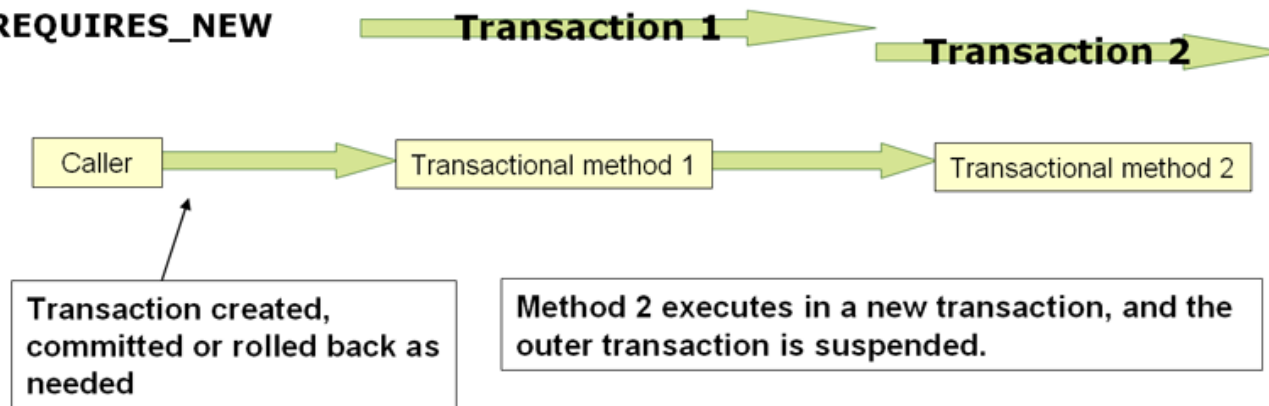 REQUIRES_NEW
Transaction 1
Transaction 2
Caller
Transactional method 1
Transactional method 2
Transaction created,
committed or rolled back as
needed
Method 2 executes in a new transaction, and the
outer transaction is suspended.